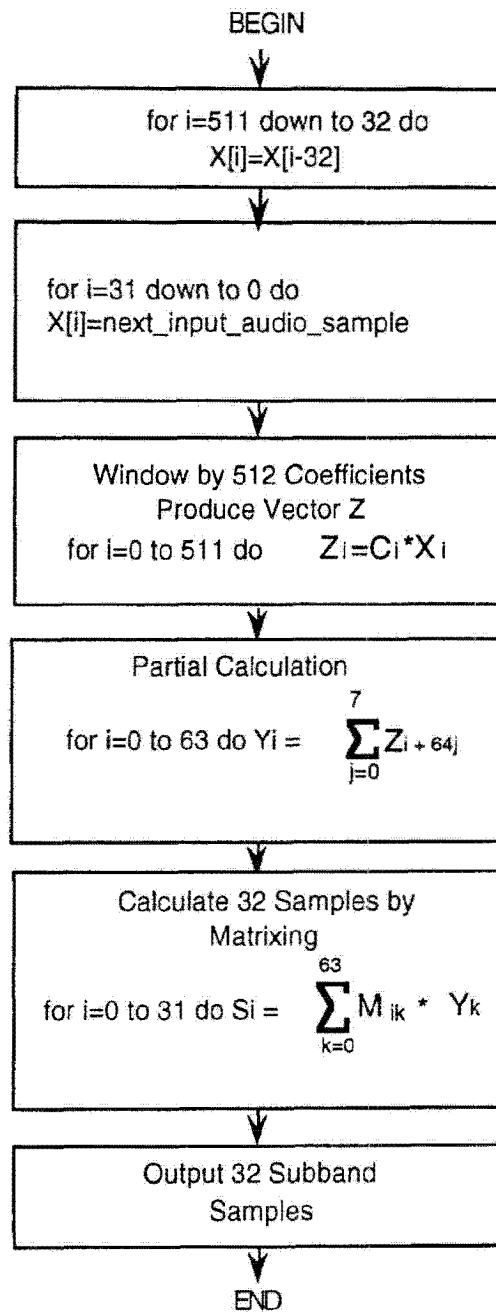 BEGIN
for i=511 down to 32 do
X[i]=X[i-32]
for i=31 down to 0 do
X[i]=next_input_audio_sample
Window by 512 Coefficients
Produce Vector Z
for i=0 to 511 do Zi=Ci*Xi
Partial Calculation
7
for i=0 to 63 do Yi = Σ Zi + 64j
j=0
Calculate 32 Samples by
Matrixing
63
for i=0 to 31 do Si = Σ M ik * Yk
k=0
Output 32 Subband
Samples
END